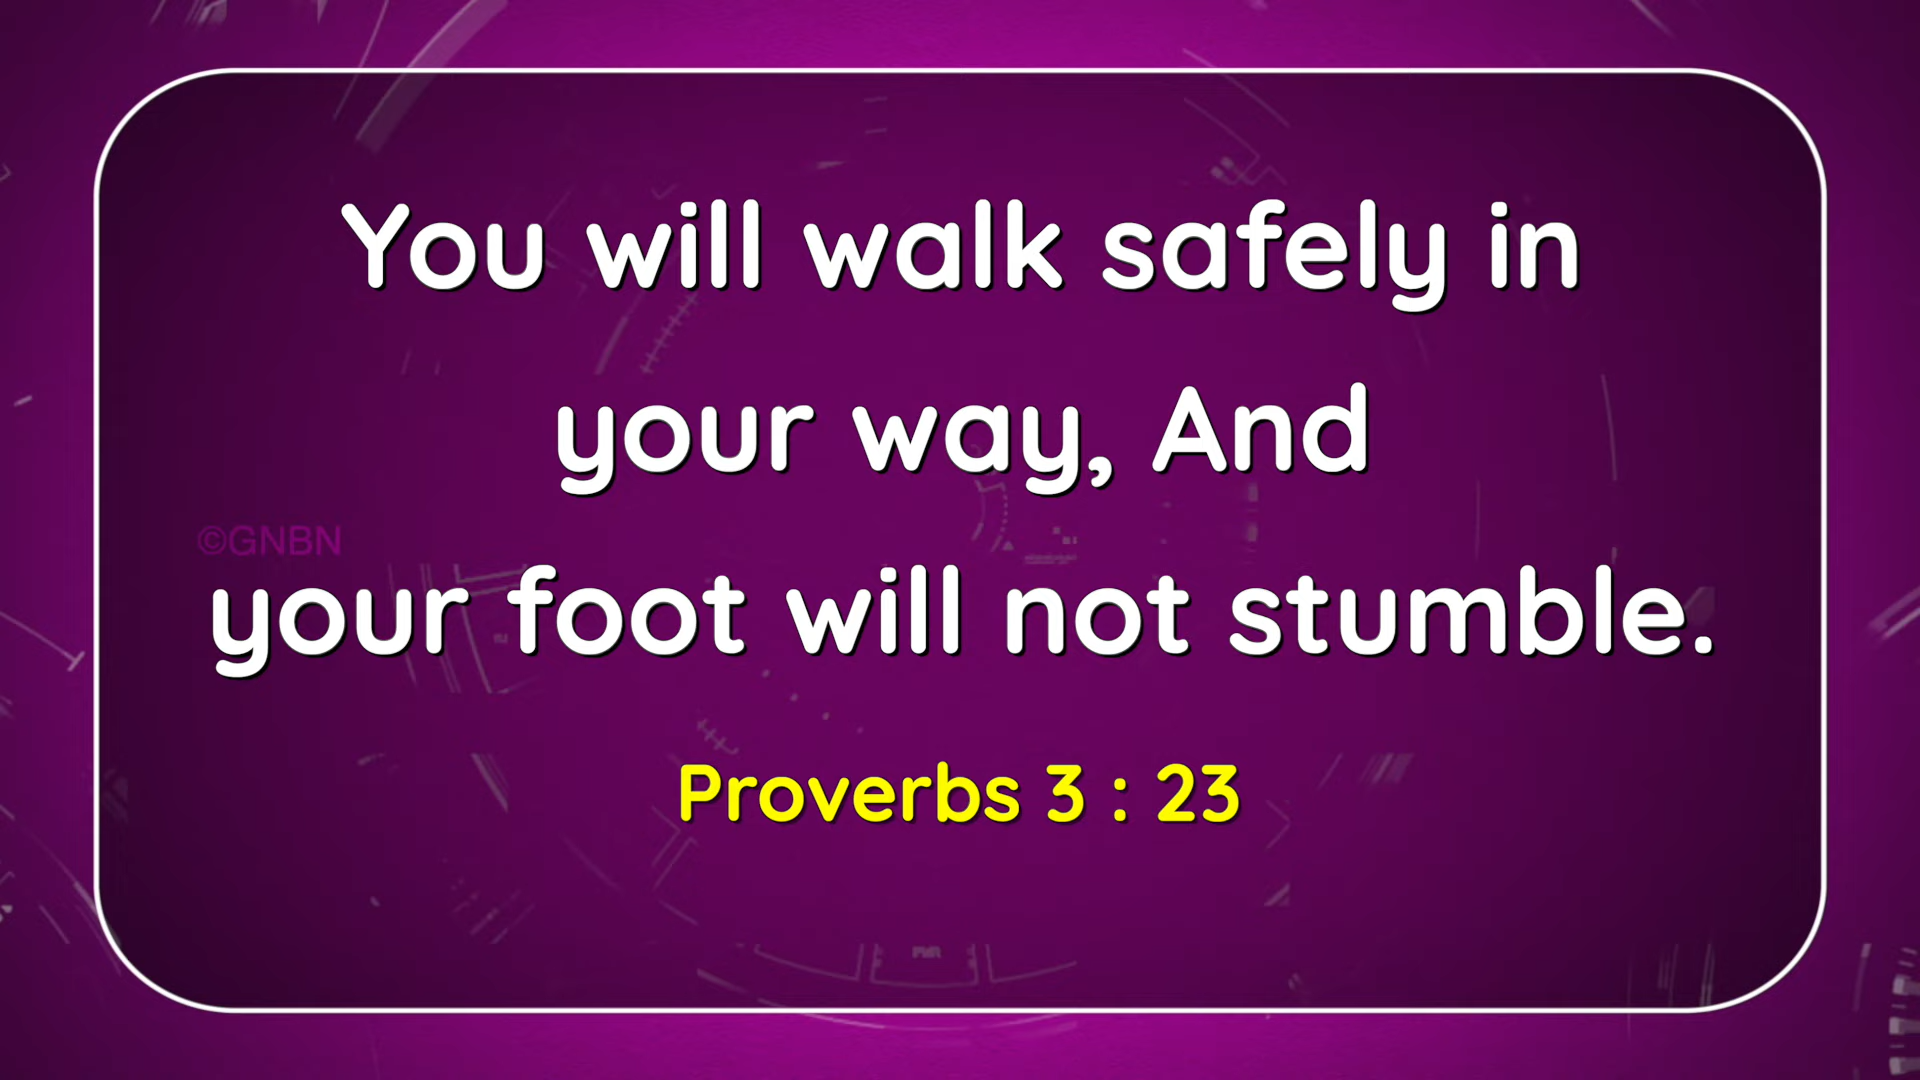 You will walk safely in
your way, And
©GNBN
your foot will not stumble.
Proverbs 3 : 23